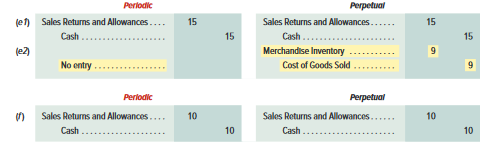 Periodic Perpetual
(e1) Sales Returns and Allowances . . . . 15 Sales Returns and Allowances . . . . . . 15
Cash . . . . . . . . . . . . . . . . . . . 15 Cash . . . . . . . . . . . . . . . . . . . . . 15
(e2) Merchandise Inventory . . . . . . . . . . . 9
No entry . . . . . . . . . . . . . . . . Cost of Goods Sold . . . . . . . . . . 9
Periodic Perpetual
(f) Sales Returns and Allowances . . . . 10 Sales Returns and Allowances . . . . . . 10
Cash . . . . . . . . . . . . . . . . . . . 10 Cash . . . . . . . . . . . . . . . . . . . . . 10